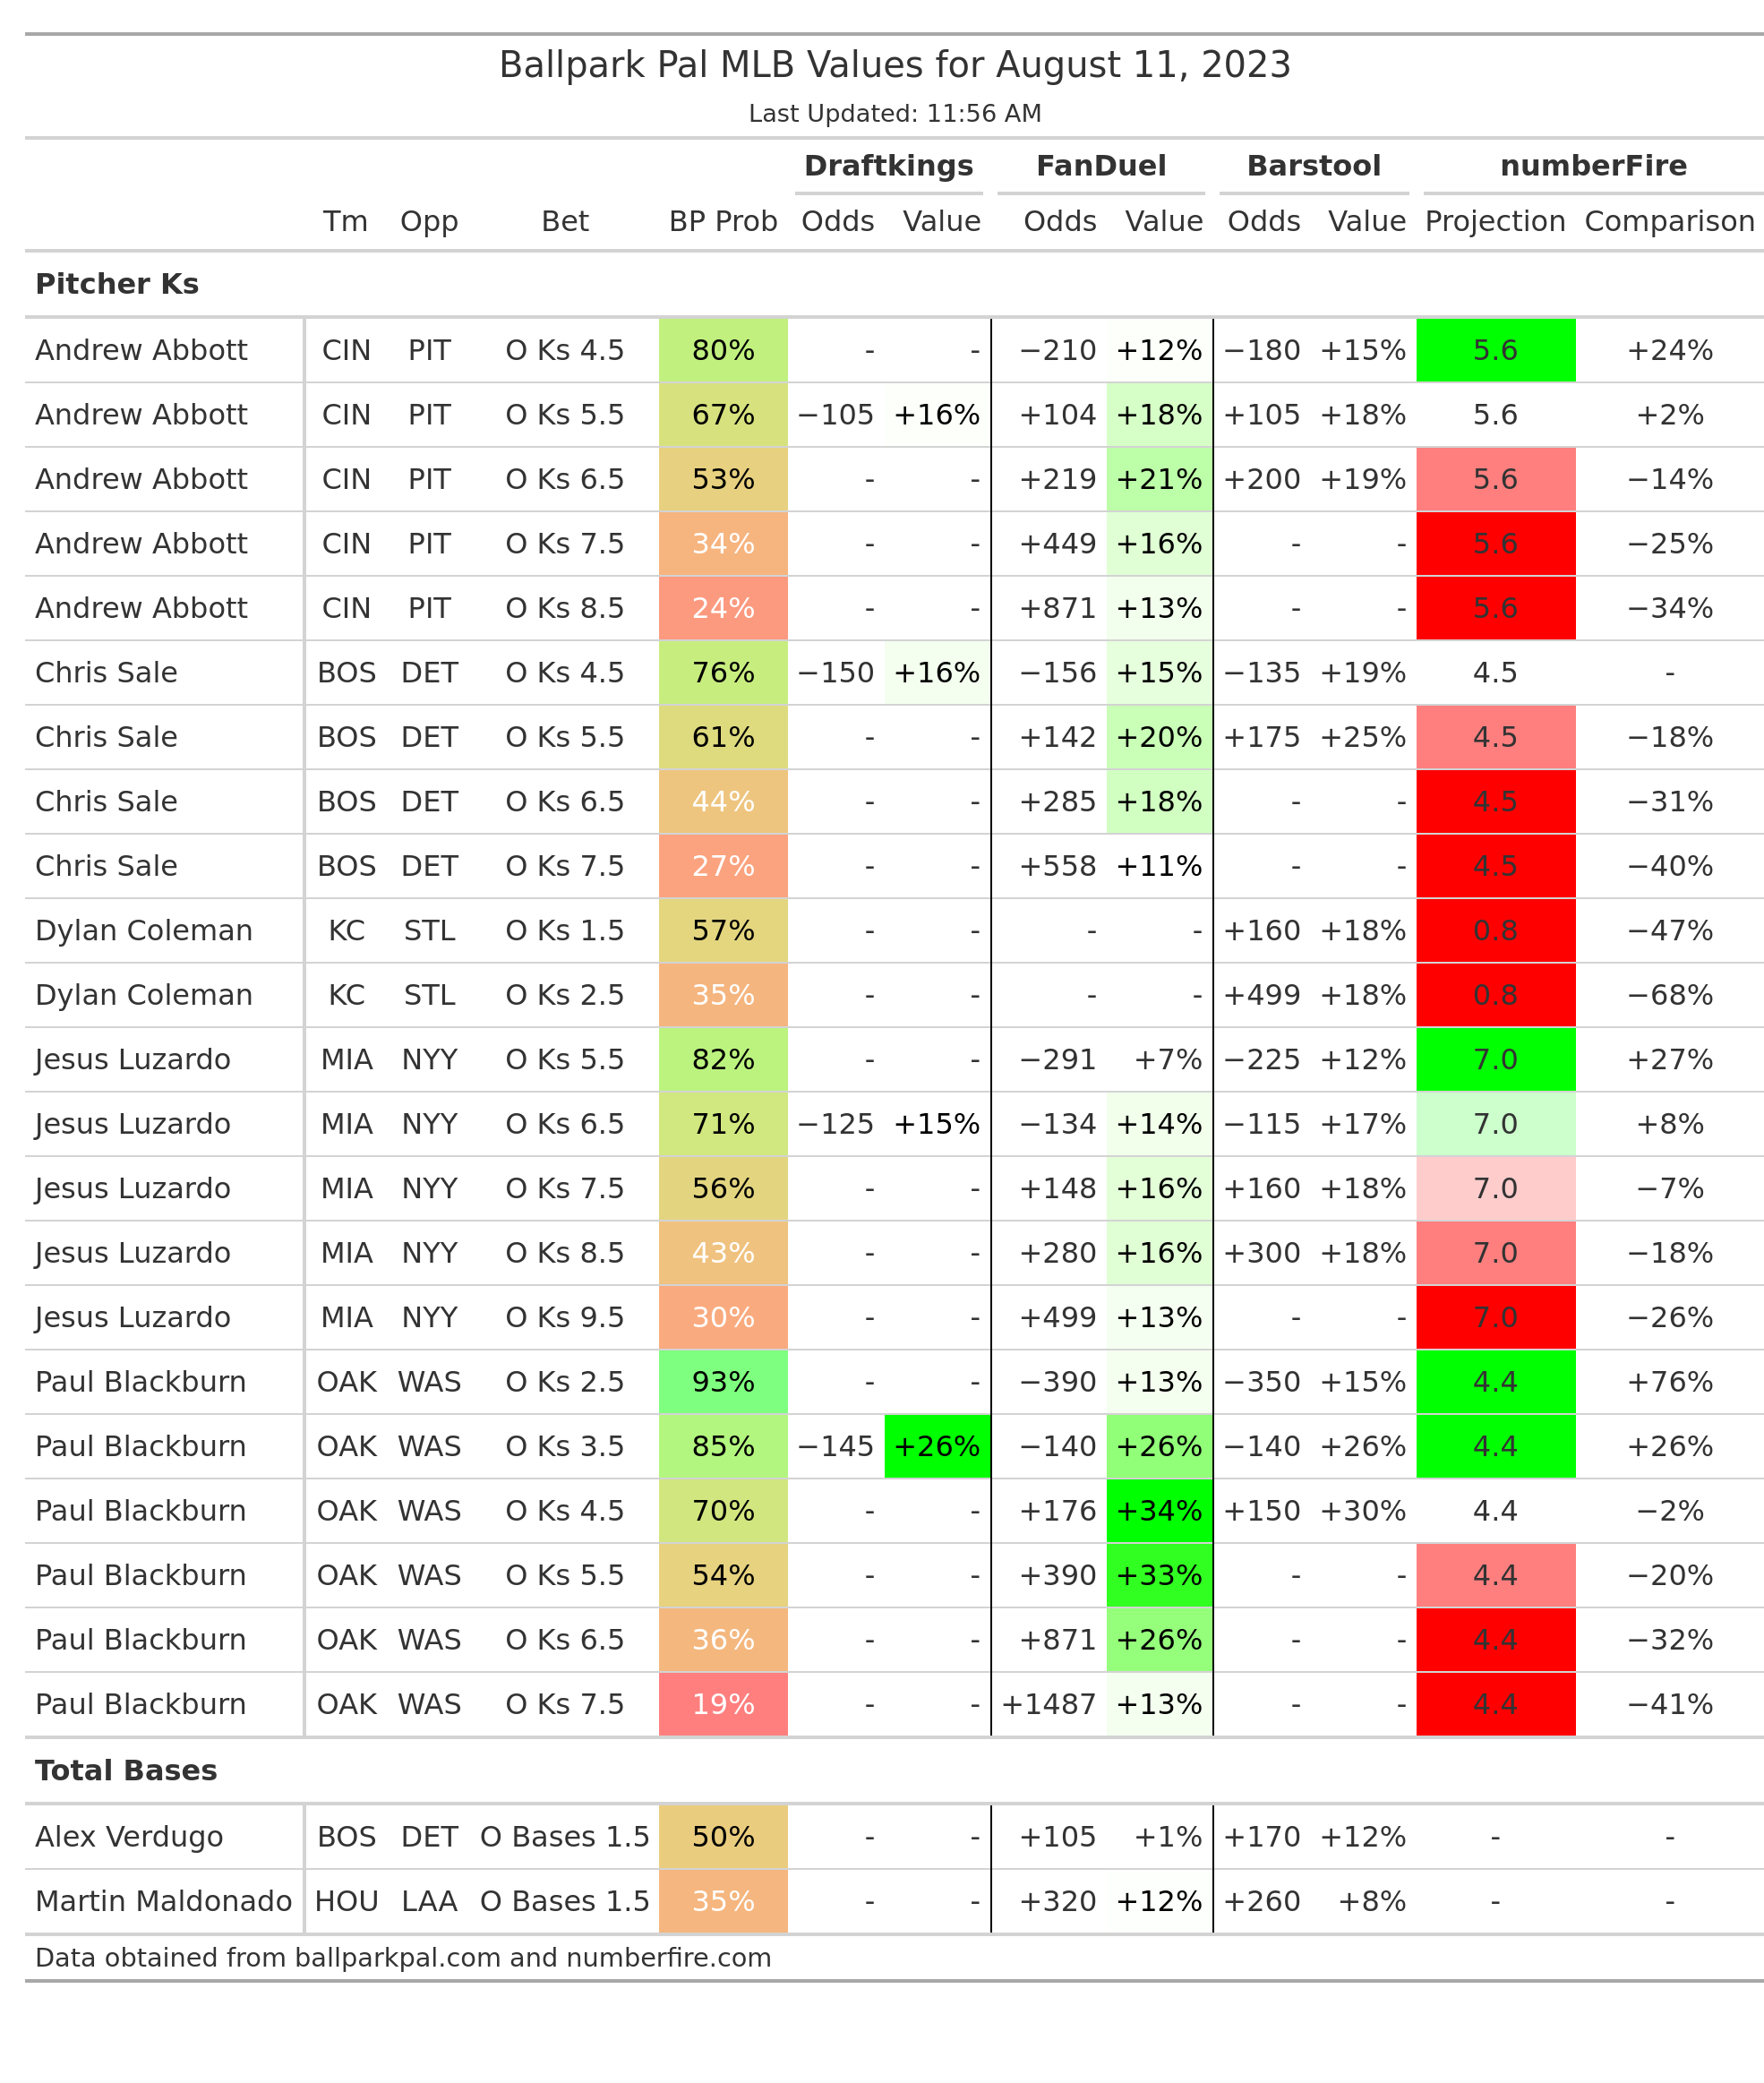 Ballpark Pal MLB Values for August 11, 2023
Last Updated: 11:56 AM
Draftkings FanDuel Barstool numberFire
Tm Opp Bet BP Prob Odds Value Odds Value Odds Value Projection Comparison
Pitcher Ks
Andrew Abbott CIN PIT O Ks 4.5 80% - - −210 +12% −180 +15% 5.6 +24%
Andrew Abbott CIN PIT O Ks 5.5 67% −105 +16% +104 +18% +105 +18% 5.6 +2%
Andrew Abbott CIN PIT O Ks 6.5 53% - - +219 +21% +200 +19% 5.6 −14%
Andrew Abbott CIN PIT O Ks 7.5 34% - - +449 +16% - - 5.6 −25%
Andrew Abbott CIN PIT O Ks 8.5 24% - - +871 +13% - - 5.6 −34%
Chris Sale BOS DET O Ks 4.5 76% −150 +16% −156 +15% −135 +19% 4.5 -
Chris Sale BOS DET O Ks 5.5 61% - - +142 +20% +175 +25% 4.5 −18%
Chris Sale BOS DET O Ks 6.5 44% - - +285 +18% - - 4.5 −31%
Chris Sale BOS DET O Ks 7.5 27% - - +558 +11% - - 4.5 −40%
Dylan Coleman KC STL O Ks 1.5 57% - - - - +160 +18% 0.8 −47%
Dylan Coleman KC STL O Ks 2.5 35% - - - - +499 +18% 0.8 −68%
Jesus Luzardo MIA NYY O Ks 5.5 82% - - −291 +7% −225 +12% 7.0 +27%
Jesus Luzardo MIA NYY O Ks 6.5 71% −125 +15% −134 +14% −115 +17% 7.0 +8%
Jesus Luzardo MIA NYY O Ks 7.5 56% - - +148 +16% +160 +18% 7.0 −7%
Jesus Luzardo MIA NYY O Ks 8.5 43% - - +280 +16% +300 +18% 7.0 −18%
Jesus Luzardo MIA NYY O Ks 9.5 30% - - +499 +13% - - 7.0 −26%
Paul Blackburn OAK WAS O Ks 2.5 93% - - −390 +13% −350 +15% 4.4 +76%
Paul Blackburn OAK WAS O Ks 3.5 85% −145 +26% −140 +26% −140 +26% 4.4 +26%
Paul Blackburn OAK WAS O Ks 4.5 70% - - +176 +34% +150 +30% 4.4 −2%
Paul Blackburn OAK WAS O Ks 5.5 54% - - +390 +33% - - 4.4 −20%
Paul Blackburn OAK WAS O Ks 6.5 36% - - +871 +26% - - 4.4 −32%
Paul Blackburn OAK WAS O Ks 7.5 19% - - +1487 +13% - - 4.4 −41%
Total Bases
Alex Verdugo BOS DET O Bases 1.5 50% - - +105 +1% +170 +12% - -
Martin Maldonado HOU LAA O Bases 1.5 35% - - +320 +12% +260 +8% - -
Data obtained from ballparkpal.com and numberfire.com